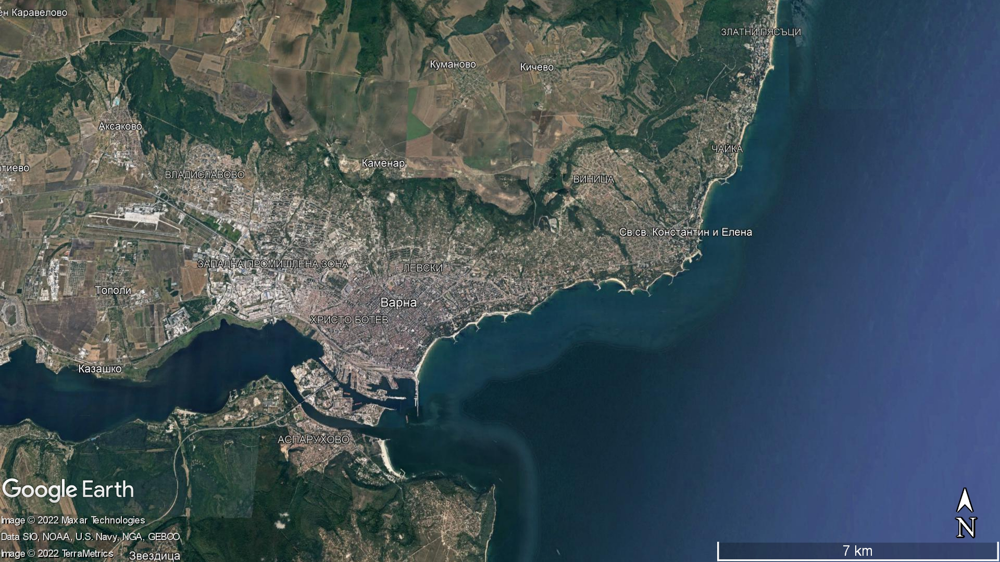 ен Каравелово
ЗЛАТНИ ПЯСЪЦИ
Куманово
Кичево
Аксаково
ЧАЙКА
Каменар
тиево
ВЛАДИСЛАВОВО
ВИНИЦА
Св.св. Константин и Елена
ЗАПАДНА ПРОМИШЛЕНА ЗОНА
ЛЕВСКИ
Тополи
Варна
ХРИСТО БОТЕВ
Казашко
АСПАРУХОВО
Google Earth
Image © 2022 Maxar Technologies
Data SIO, NOAA, U.S. Navy, NGA, GEBCO
Image © 2022 TerraMetrics
Звездица
N
7 km